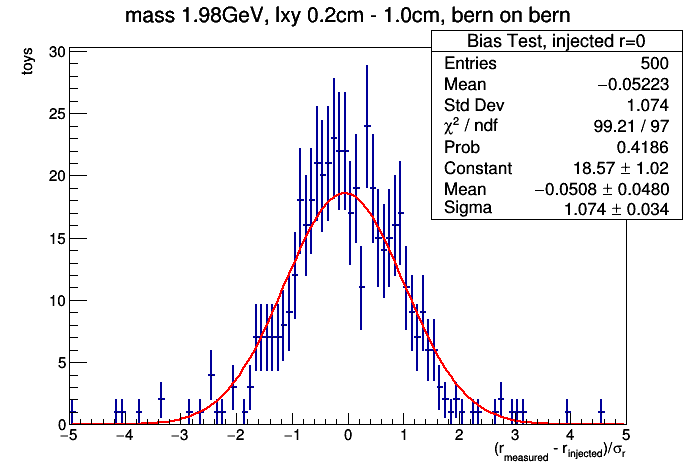 mass 1.98GeV, lxy 0.2cm - 1.0cm, bern on bern
toys
Bias Test, injected r=0
Entries 500
Mean −0.05223
Std Dev 1.074
χ² / ndf 99.21 / 97
Prob 0.4186
Constant 18.57 ± 1.02
Mean −0.0508 ± 0.0480
Sigma 1.074 ± 0.034
30
25
20
15
10
5
0
−5 −4 −3 −2 −1 0 1 2 3 4 5
(r_measured - r_injected)/σ_r